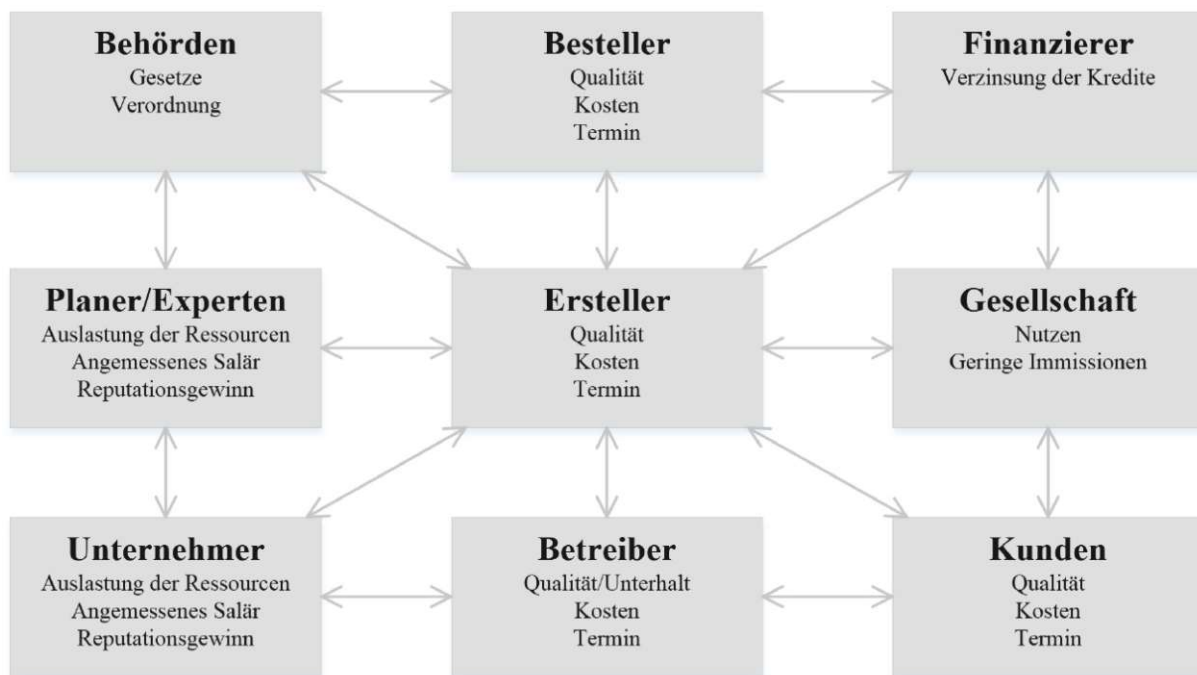 Behörden
Gesetze
Verordnung
Besteller
Qualität
Kosten
Termin
Finanzierer
Verzinsung der Kredite
Planer/Experten
Auslastung der Ressourcen
Angemessenes Salär
Reputationsgewinn
Ersteller
Qualität
Kosten
Termin
Gesellschaft
Nutzen
Geringe Immissionen
Unternehmer
Auslastung der Ressourcen
Angemessenes Salär
Reputationsgewinn
Betreiber
Qualität/Unterhalt
Kosten
Termin
Kunden
Qualität
Kosten
Termin